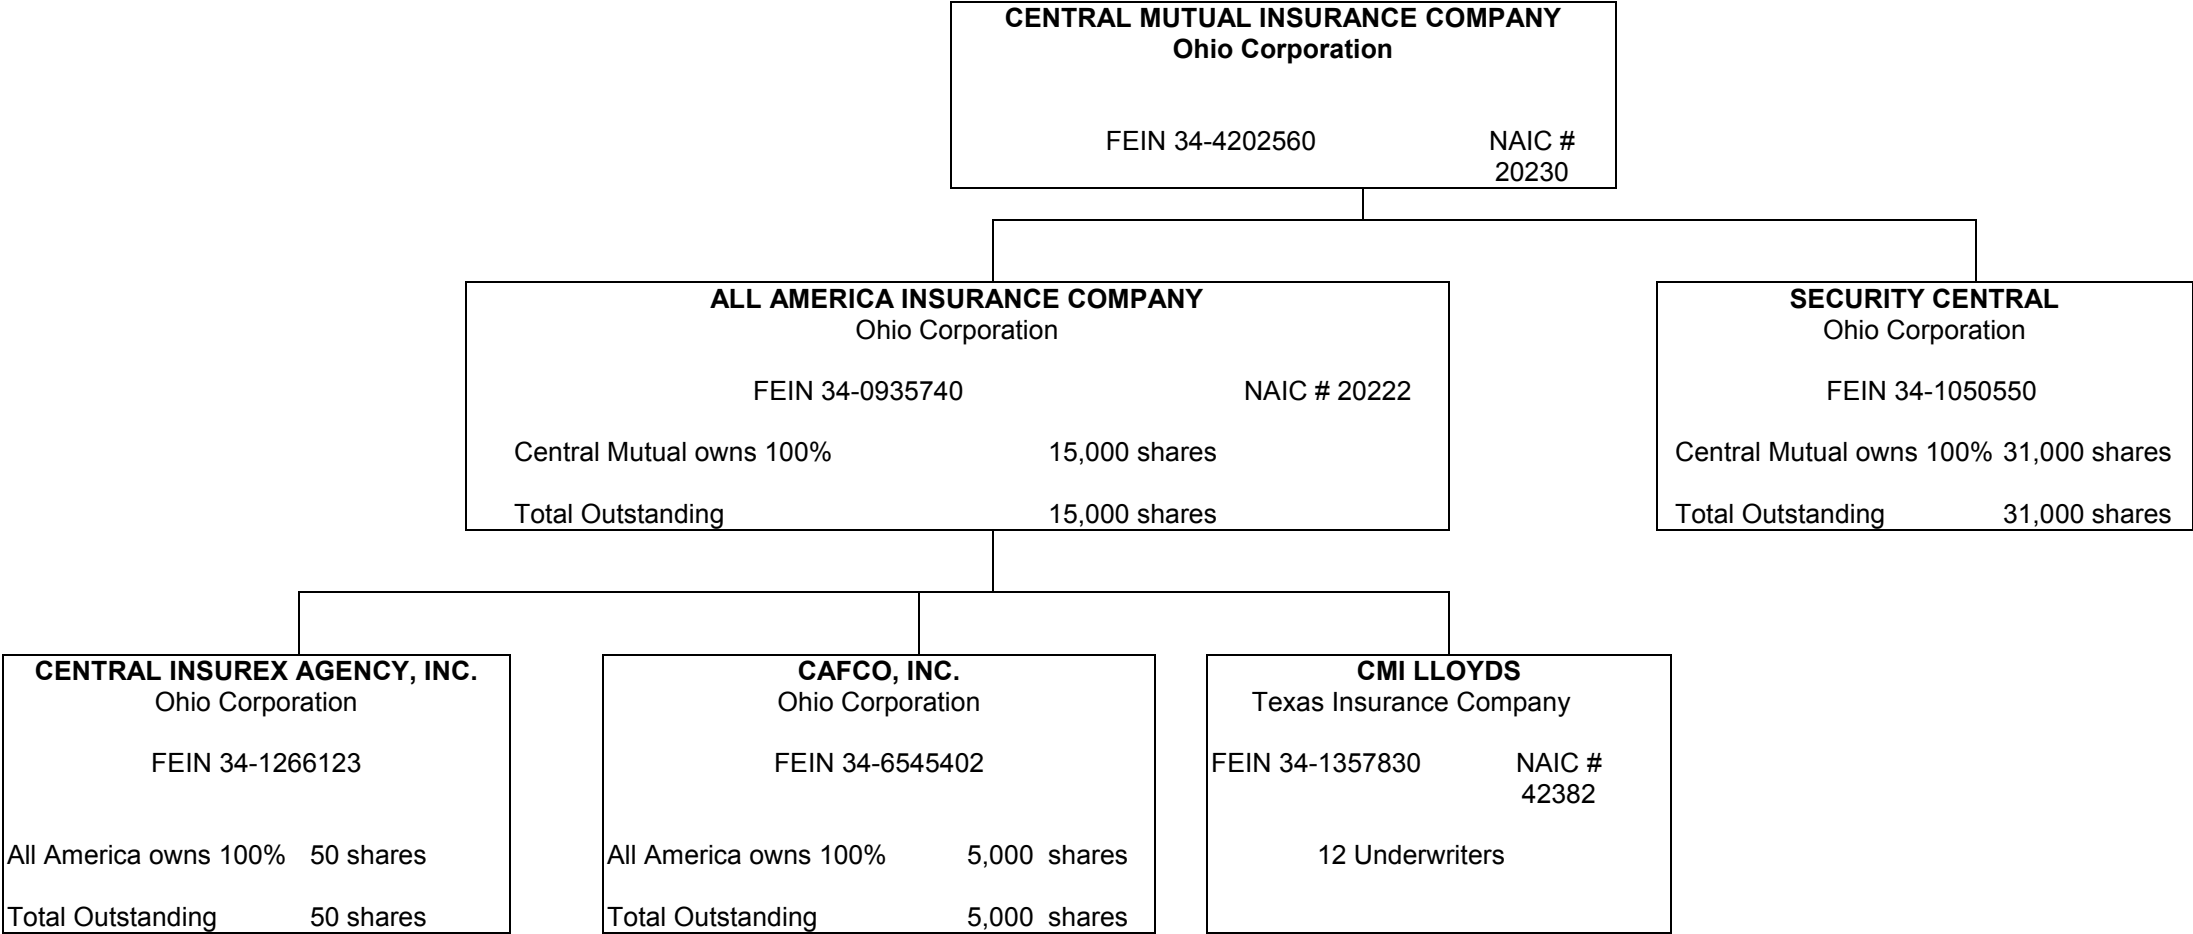 CENTRAL MUTUAL INSURANCE COMPANY
Ohio Corporation
FEIN 34-4202560 NAIC #
20230
ALL AMERICA INSURANCE COMPANY
Ohio Corporation
FEIN 34-0935740 NAIC # 20222
Central Mutual owns 100% 15,000 shares
Total Outstanding 15,000 shares
SECURITY CENTRAL
Ohio Corporation
FEIN 34-1050550
Central Mutual owns 100% 31,000 shares
Total Outstanding 31,000 shares
CENTRAL INSUREX AGENCY, INC.
Ohio Corporation
FEIN 34-1266123
All America owns 100% 50 shares
Total Outstanding 50 shares
CAFCO, INC.
Ohio Corporation
FEIN 34-6545402
All America owns 100% 5,000 shares
Total Outstanding 5,000 shares
CMI LLOYDS
Texas Insurance Company
FEIN 34-1357830 NAIC #
42382
12 Underwriters